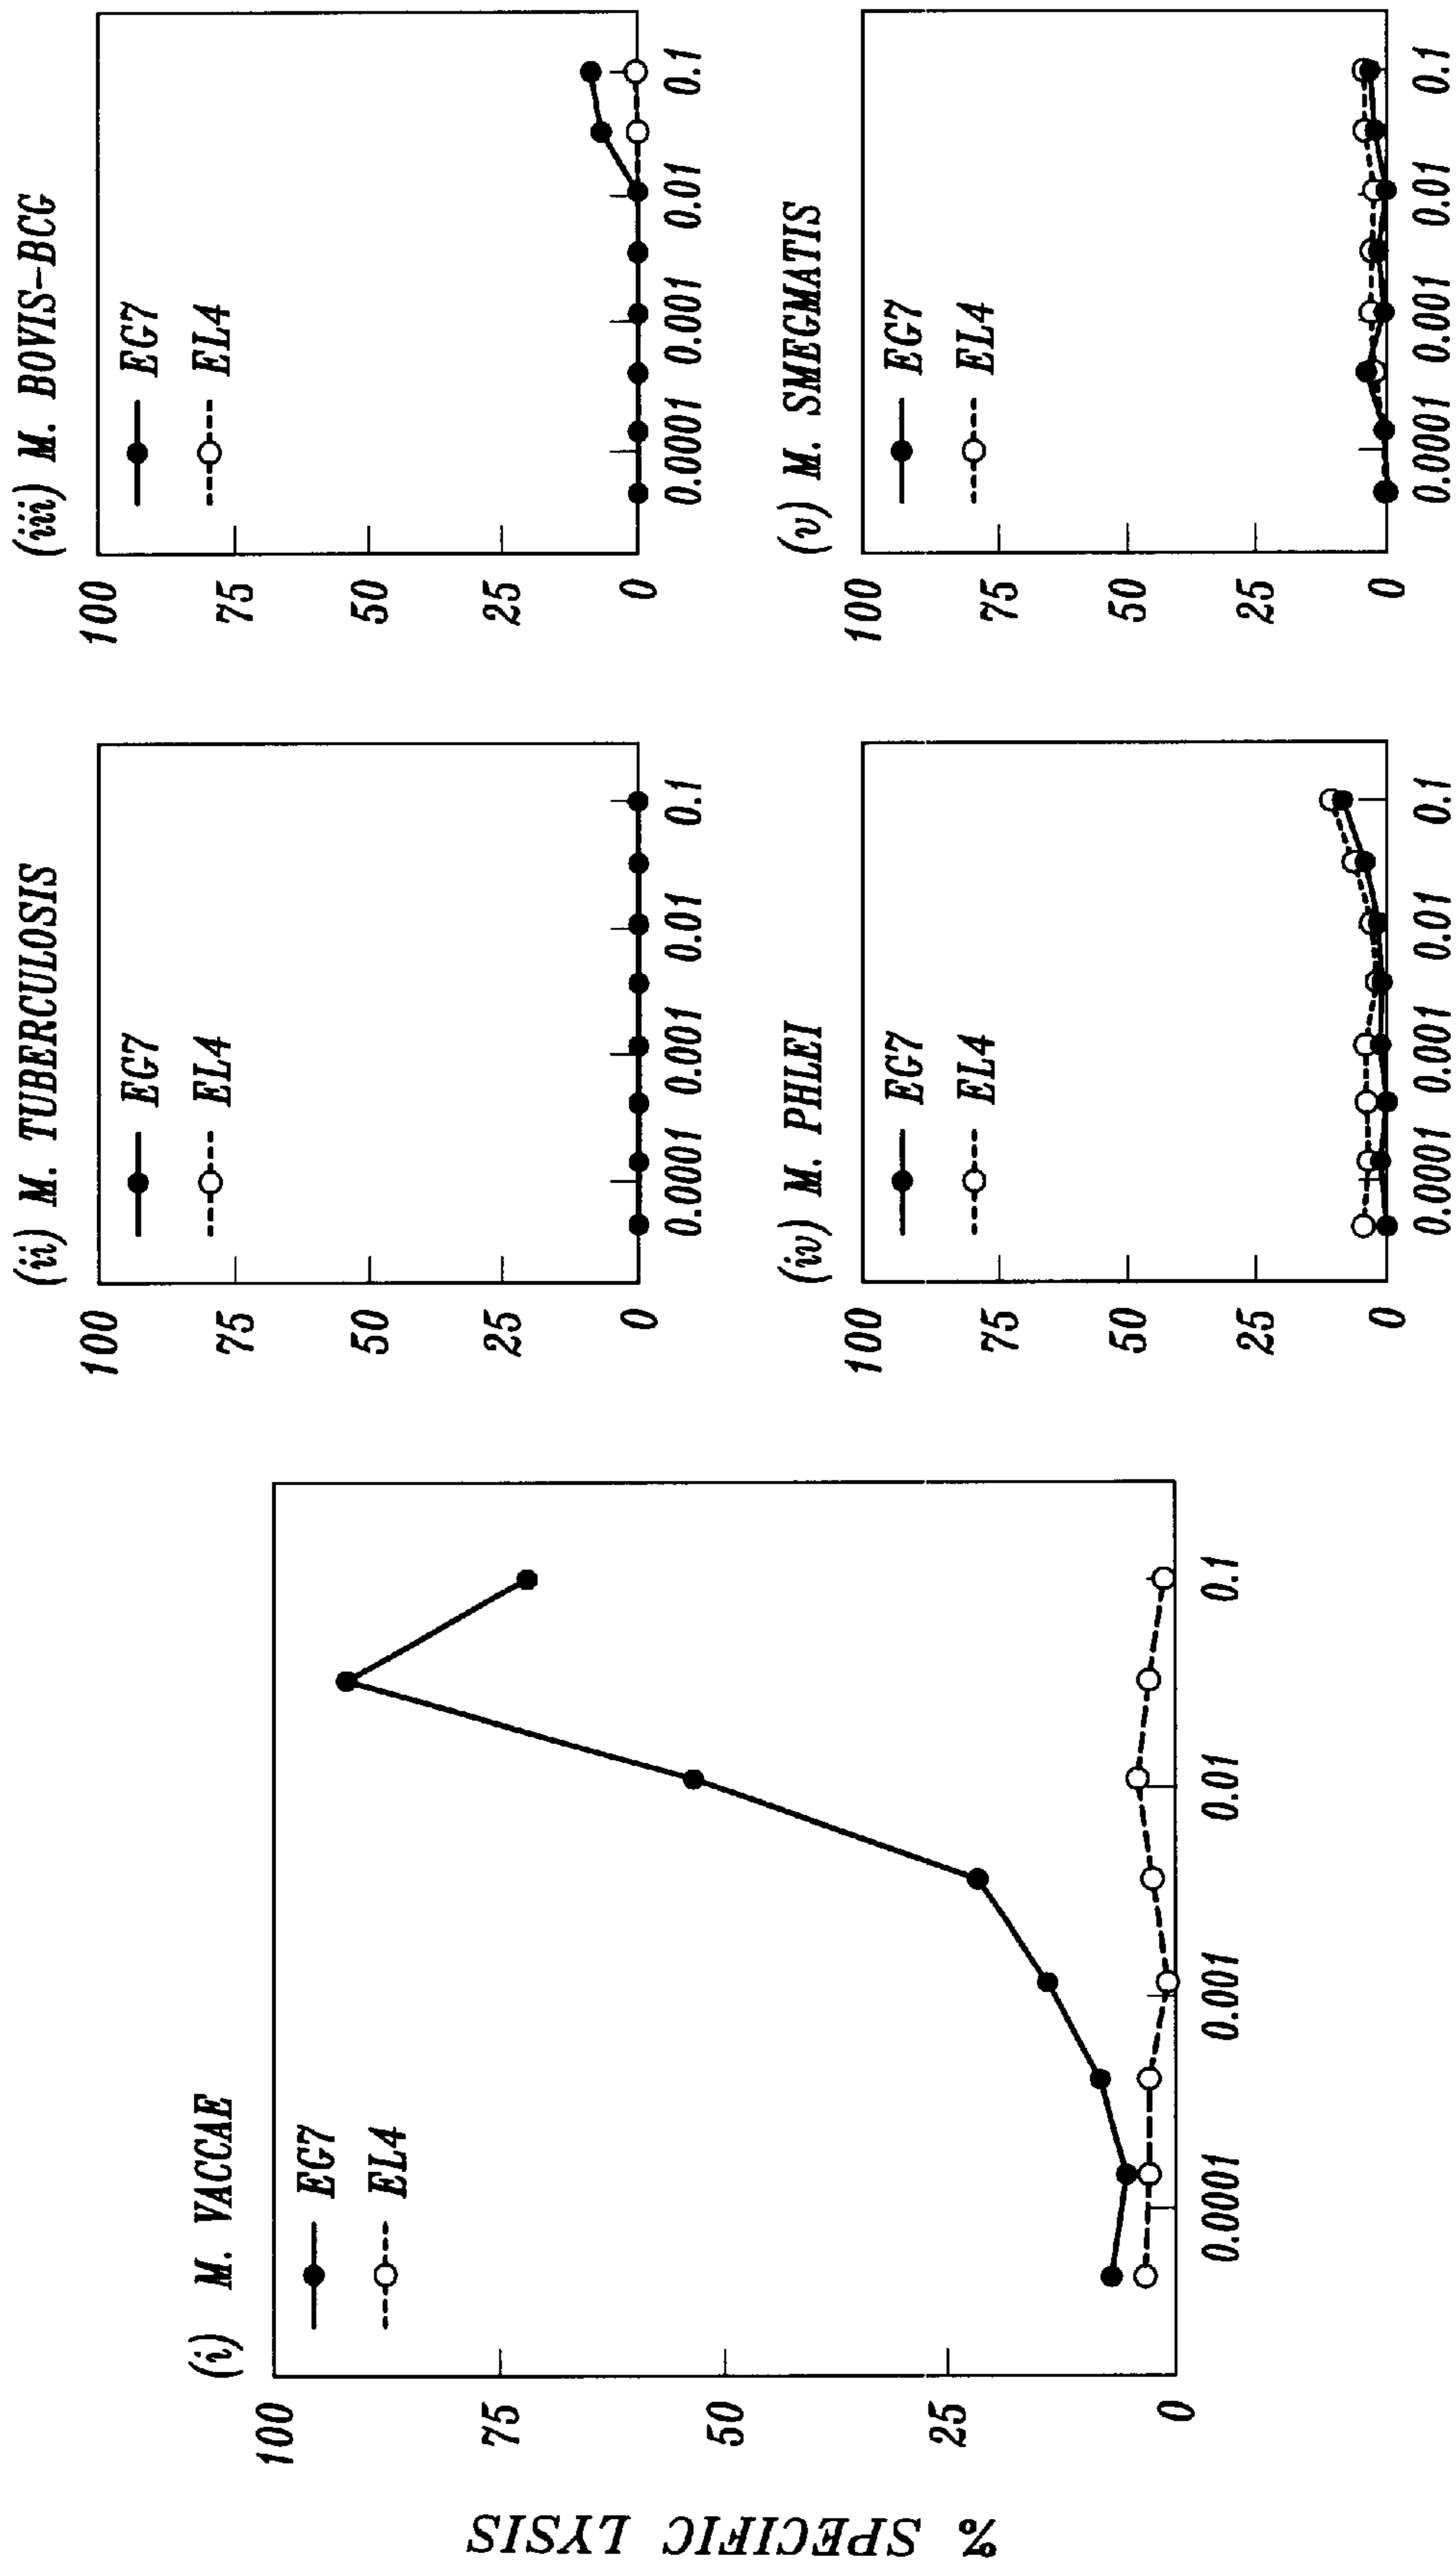 % SPECIFIC LYSIS
(i) M. VACCAE
EG7
EL4
100
75
50
25
0
0.0001 0.001 0.01 0.1
(ii) M. TUBERCULOSIS
EG7
EL4
100
75
50
25
0
0.0001 0.001 0.01 0.1
(iii) M. BOVIS-BCG
EG7
EL4
100
75
50
25
0
0.0001 0.001 0.01 0.1
(iv) M. PHLEI
EG7
EL4
100
75
50
25
0
0.0001 0.001 0.01 0.1
(v) M. SMEGMATIS
EG7
EL4
100
75
50
25
0
0.0001 0.001 0.01 0.1